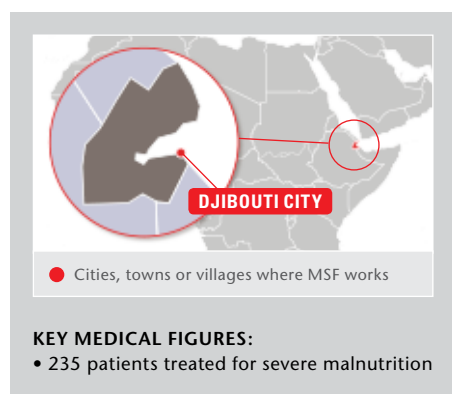 DJIBOUTI CITY
Cities, towns or villages where MSF works
KEY MEDICAL FIGURES:
• 235 patients treated for severe malnutrition